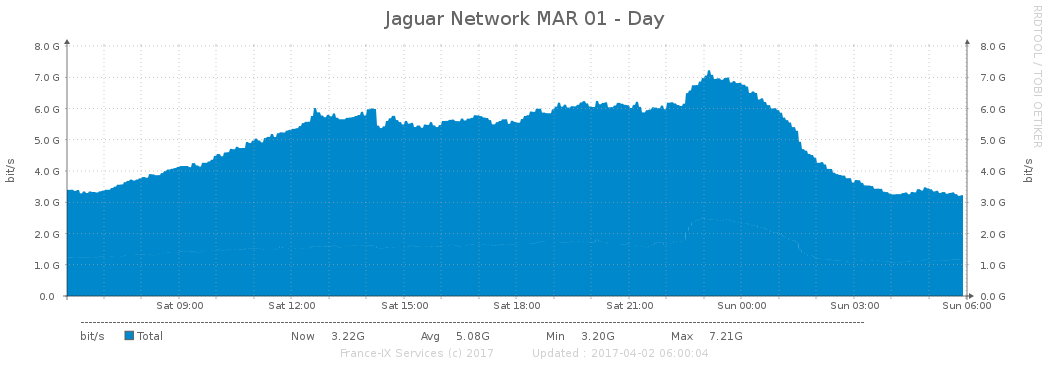 Jaguar Network MAR 01 - Day
RRDTOOL / TOBI OETIKER
8.0 G 8.0 G
7.0 G 7.0 G
6.0 G 6.0 G
5.0 G 5.0 G
4.0 G 4.0 G
3.0 G 3.0 G
2.0 G 2.0 G
1.0 G 1.0 G
0.0 0.0 G
bit/s
bit/s
Sat 09:00 Sat 12:00 Sat 15:00 Sat 18:00 Sat 21:00 Sun 00:00 Sun 03:00 Sun 06:00
bit/s Total Now 3.22G Avg 5.08G Min 3.20G Max 7.21G
France-IX Services (c) 2017 Updated : 2017-04-02 06:00:04